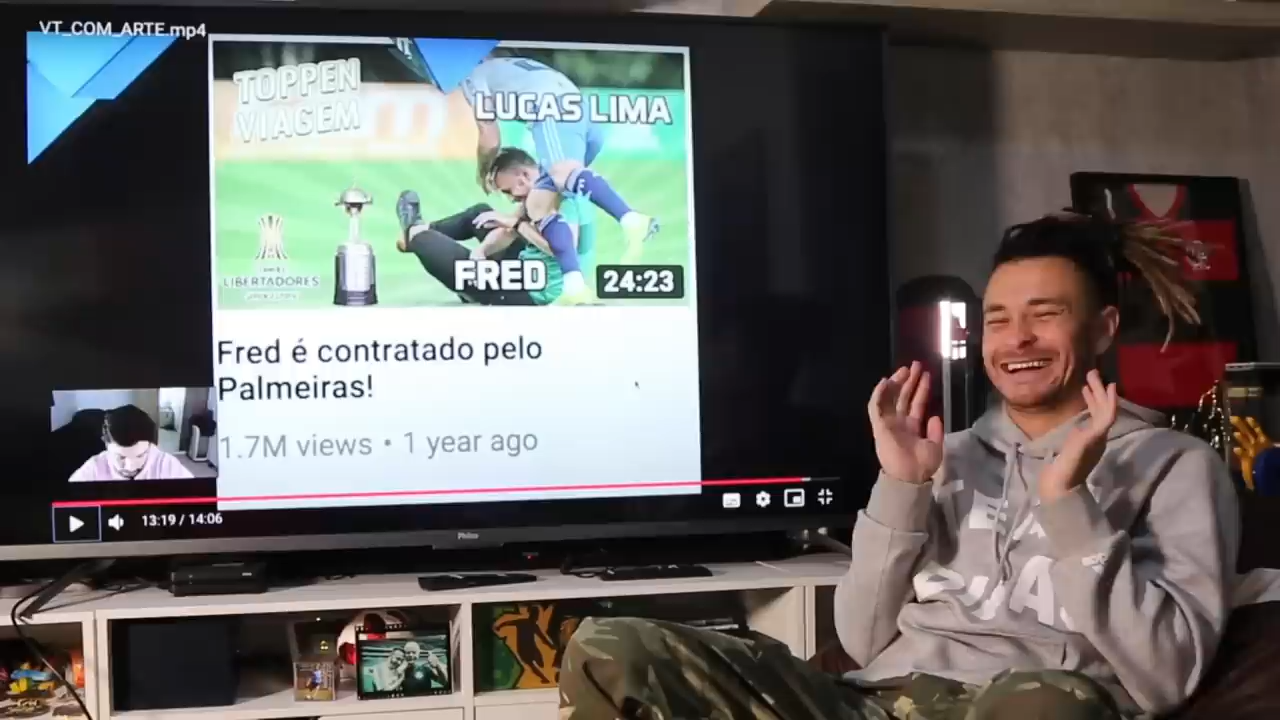 VT_COM_ARTE.mp4
TOPPEN
VIAGEM
LUCAS LIMA
LIBERTADORES
FRED
24:23
Fred é contratado pelo
Palmeiras!
1.7M views • 1 year ago
13:19 / 14:06
Philco